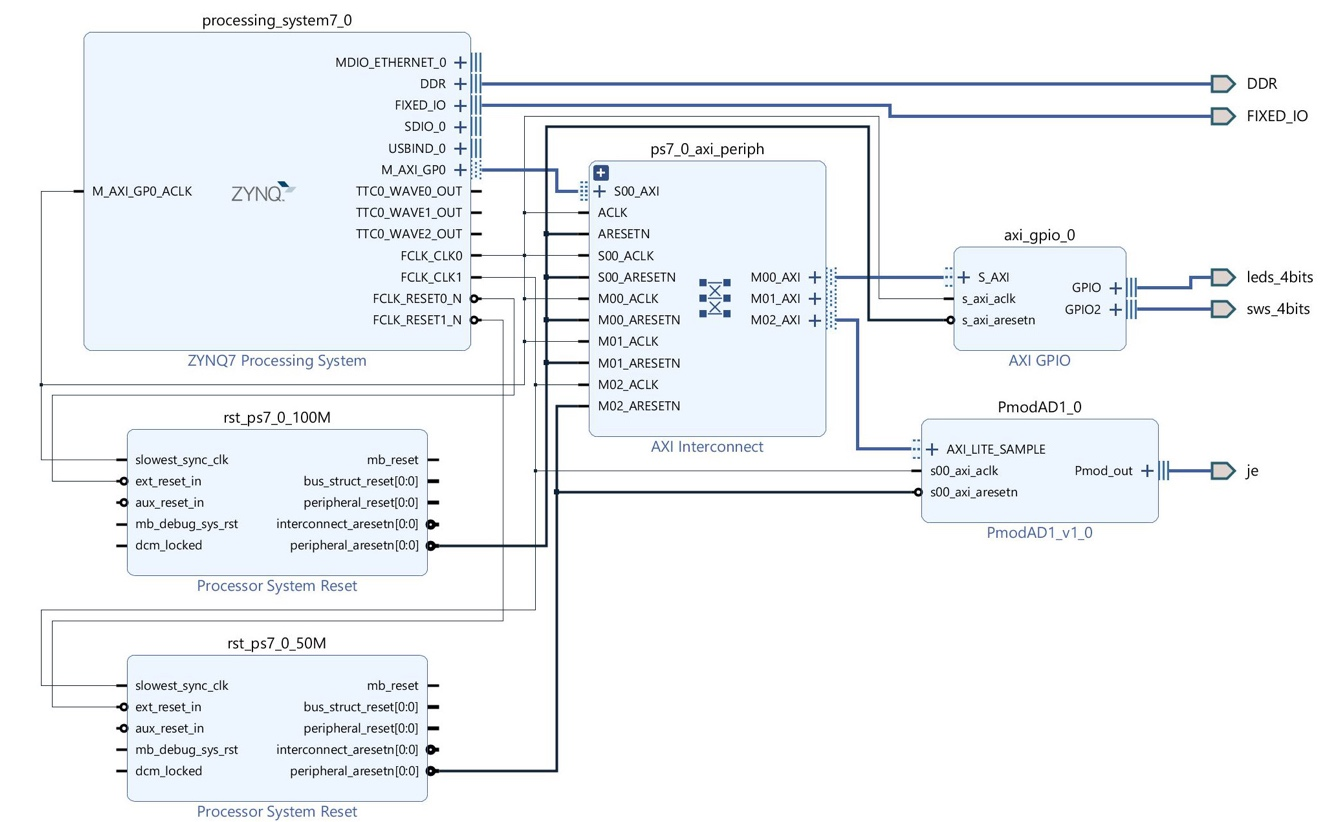 processing_system7_0
MDIO_ETHERNET_0
DDR
FIXED_IO
SDIO_0
USBIND_0
M_AXI_GP0
M_AXI_GP0_ACLK
ZYNQ
TTC0_WAVE0_OUT
TTC0_WAVE1_OUT
TTC0_WAVE2_OUT
FCLK_CLK0
FCLK_CLK1
FCLK_RESET0_N
FCLK_RESET1_N
ZYNQ7 Processing System
DDR
FIXED_IO
ps7_0_axi_periph
S00_AXI
ACLK
ARESETN
S00_ACLK
S00_ARESETN
M00_ACLK
M00_ARESETN
M01_ACLK
M01_ARESETN
M02_ACLK
M02_ARESETN
M00_AXI
M01_AXI
M02_AXI
AXI Interconnect
axi_gpio_0
S_AXI
s_axi_aclk
s_axi_aresetn
GPIO
GPIO2
AXI GPIO
leds_4bits
sws_4bits
PmodAD1_0
AXI_LITE_SAMPLE
s00_axi_aclk
s00_axi_aresetn
Pmod_out
PmodAD1_v1_0
je
rst_ps7_0_100M
slowest_sync_clk
ext_reset_in
aux_reset_in
mb_debug_sys_rst
dcm_locked
mb_reset
bus_struct_reset[0:0]
peripheral_reset[0:0]
interconnect_aresetn[0:0]
peripheral_aresetn[0:0]
Processor System Reset
rst_ps7_0_50M
slowest_sync_clk
ext_reset_in
aux_reset_in
mb_debug_sys_rst
dcm_locked
mb_reset
bus_struct_reset[0:0]
peripheral_reset[0:0]
interconnect_aresetn[0:0]
peripheral_aresetn[0:0]
Processor System Reset